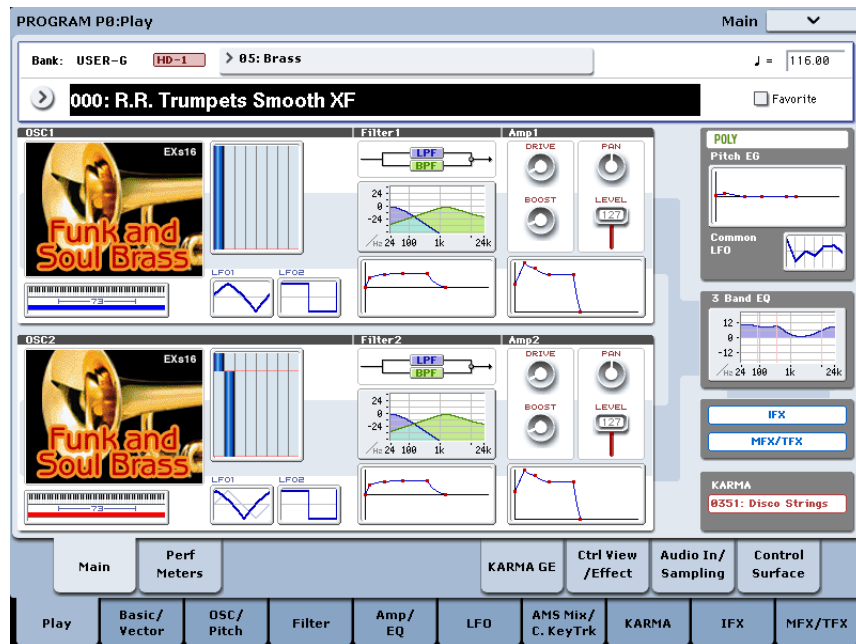 PROGRAM P0:Play
Main
Bank: USER-G HD-1 05: Brass ♩= 116.00
000: R.R. Trumpets Smooth XF
Favorite
OSC1
Filter1
Amp1
EXs16
Funk and
Soul Brass
73
LFO1 LFO2
LPF
BPF
24
0
-24
Hz 24 100 1k 24k
DRIVE PAN
BOOST LEVEL
127
POLY
Pitch EG
Common
LFO
3 Band EQ
12
0
-12
Hz 24 100 1k 24k
OSC2
Filter2
Amp2
EXs16
Funk and
Soul Brass
73
LFO1 LFO2
LPF
BPF
24
0
-24
Hz 24 100 1k 24k
DRIVE PAN
BOOST LEVEL
127
IFX
MFX/TFX
KARMA
0351: Disco Strings
Main
Perf
Meters
KARMA GE
Ctrl View
/Effect
Audio In/
Sampling
Control
Surface
Play
Basic/
Vector
OSC/
Pitch
Filter
Amp/
EQ
LFO
AMS Mix/
C. KeyTrk
KARMA
IFX
MFX/TFX